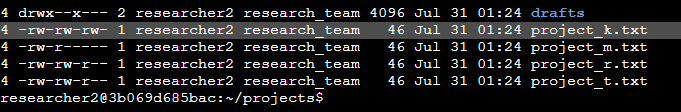 4 drwx--x--- 2 researcher2 research_team 4096 Jul 31 01:24 drafts
4 -rw-rw-rw- 1 researcher2 research_team   46 Jul 31 01:24 project_k.txt
4 -rw-r----- 1 researcher2 research_team   46 Jul 31 01:24 project_m.txt
4 -rw-rw-r-- 1 researcher2 research_team   46 Jul 31 01:24 project_r.txt
4 -rw-rw-r-- 1 researcher2 research_team   46 Jul 31 01:24 project_t.txt
researcher2@3b069d685bac:~/projects$